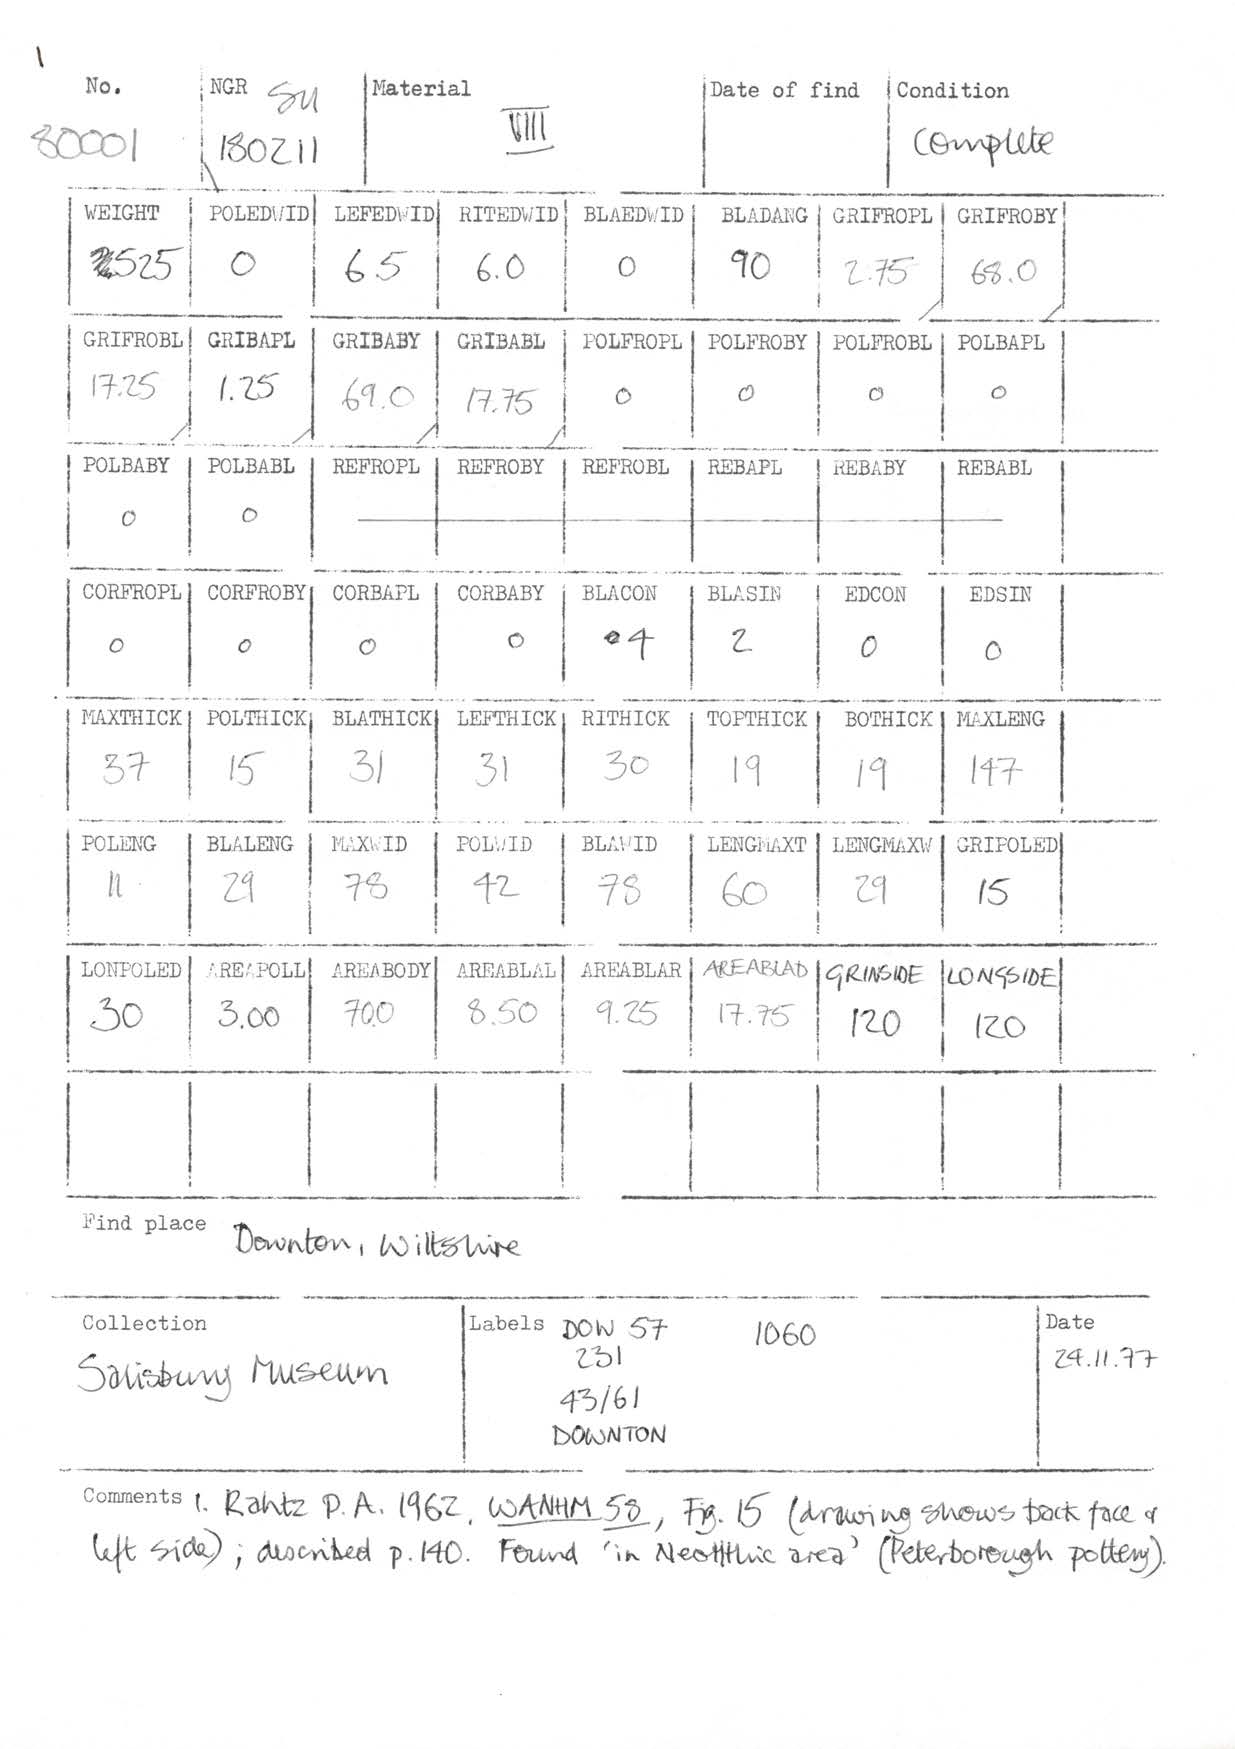 1
No. NGR SU Material Date of find Condition
80001 180211 VIII complete
WEIGHT POLEDWID LEFEDWID RITEDWID BLAEDWID BLADANG GRIFROPL GRIFROBY
525 0 6.5 6.0 0 90 2.75 68.0
GRIFROBL GRIBAPL GRIBABY GRIBABL POLFROPL POLFROBY POLFROBL POLBAPL
17.25 1.25 69.0 17.75 0 0 0 0
POLBABY POLBABL REFROPL REFROBY REFROBL REBAPL REBABY REBABL
0 0
CORFROPL CORFROBY CORBAPL CORBABY BLACON BLASIN EDCON EDSIN
0 0 0 0 4 2 0 0
MAXTHICK POLTHICK BLATHICK LEFTHICK RITHICK TOPTHICK BOTHICK MAXLENG
37 15 31 31 30 19 19 147
POLENG BLALENG MAXWID POLWID BLAWID LENGMAXT LENGMAXW GRIPOLED
11 29 78 42 78 60 29 15
LONPOLED AREAPOLL AREABODY AREABLAL AREABLAR AREABLAD GRINSIDE LONGSIDE
30 3.00 70.0 8.50 9.25 17.75 120 120
Find place Downton, Wiltshire
Collection Labels DOW 57 1060 Date
Salisbury Museum 231 29.11.77
43/61
DOWNTON
Comments 1. Rahtz P.A. 1962, WANHM 58, Fig. 15 (drawing shows back face &
left side); described p.140. Found 'in Neolithic area' (Peterborough pottery).